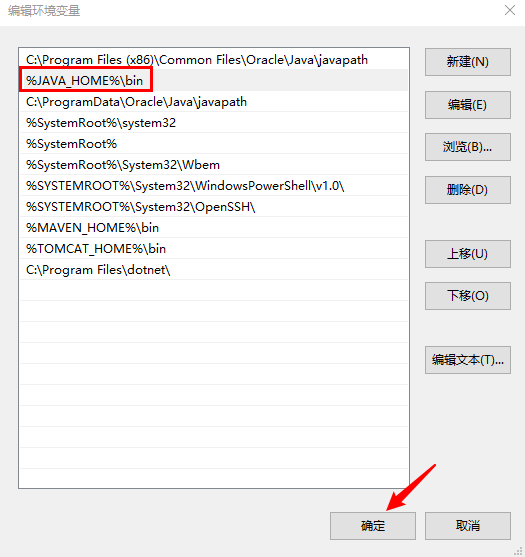 编辑环境变量
C:\Program Files (x86)\Common Files\Oracle\Java\javapath
%JAVA_HOME%\bin
C:\ProgramData\Oracle\Java\javapath
%SystemRoot%\system32
%SystemRoot%
%SystemRoot%\System32\Wbem
%SYSTEMROOT%\System32\WindowsPowerShell\v1.0\
%SYSTEMROOT%\System32\OpenSSH\
%MAVEN_HOME%\bin
%TOMCAT_HOME%\bin
C:\Program Files\dotnet\
新建(N)
编辑(E)
浏览(B)...
删除(D)
上移(U)
下移(O)
编辑文本(T)...
确定
取消